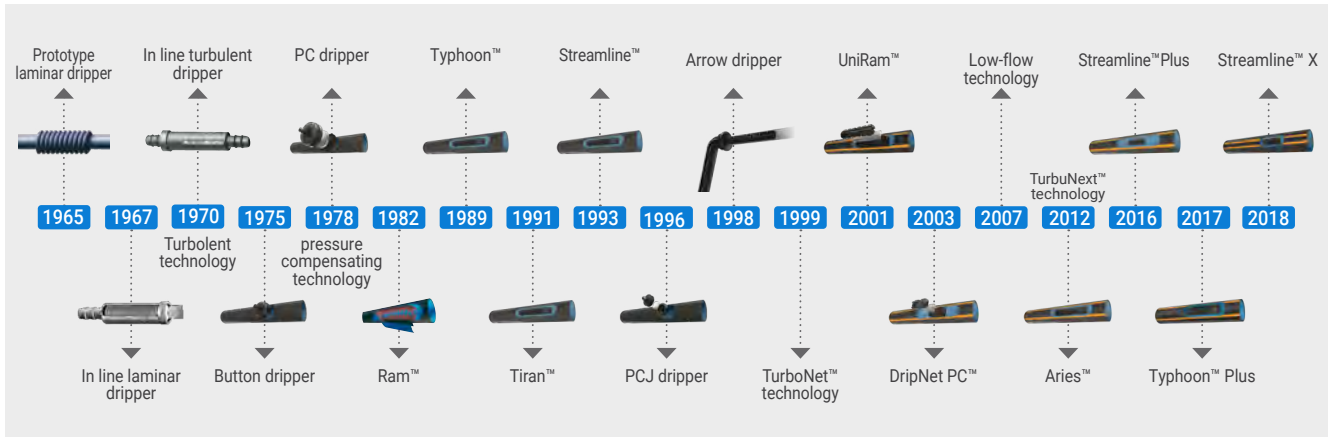 Prototype
laminar dripper
In line turbulent
dripper
PC dripper
Typhoon™
Streamline™
Arrow dripper
UniRam™
Low-flow
technology
Streamline™Plus
Streamline™ X
TurbuNext™
technology
1965
1967
1970
1975
1978
1982
1989
1991
1993
1996
1998
1999
2001
2003
2007
2012
2016
2017
2018
Turbolent
technology
pressure
compensating
technology
In line laminar
dripper
Button dripper
Ram™
Tiran™
PCJ dripper
TurboNet™
technology
DripNet PC™
Aries™
Typhoon™ Plus